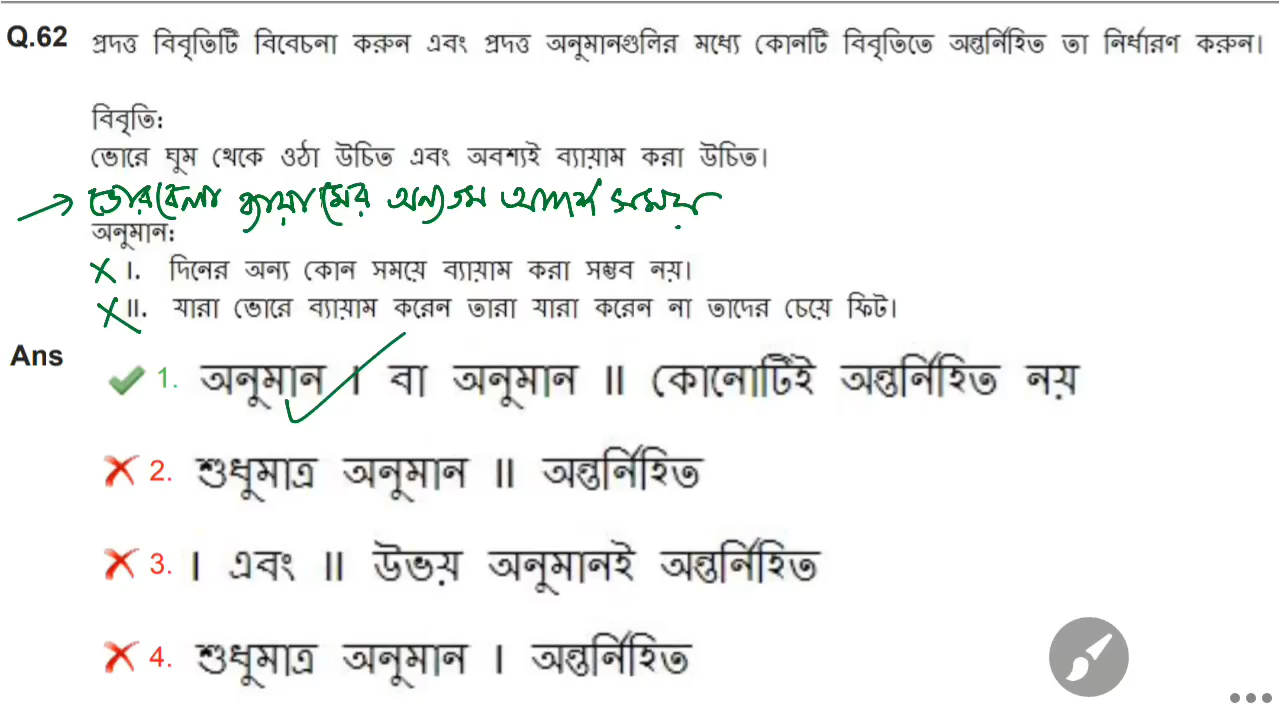 Q.62 প্রদত্ত বিবৃতিটি বিবেচনা করুন এবং প্রদত্ত অনুমানগুলির মধ্যে কোনটি বিবৃতিতে অন্তর্নিহিত তা নির্ধারণ করুন।
বিবৃতি:
ভোরে ঘুম থেকে ওঠা উচিত এবং অবশ্যই ব্যায়াম করা উচিত।
ভোরবেলা ব্যায়ামের অন্যতম আদর্শ সময়
অনুমান:
I. দিনের অন্য কোন সময়ে ব্যায়াম করা সম্ভব নয়।
II. যারা ভোরে ব্যায়াম করেন তারা যারা করেন না তাদের চেয়ে ফিট।
Ans 1. অনুমান I বা অনুমান II কোনোটিই অন্তর্নিহিত নয়
2. শুধুমাত্র অনুমান II অন্তর্নিহিত
3. I এবং II উভয় অনুমানই অন্তর্নিহিত
4. শুধুমাত্র অনুমান I অন্তর্নিহিত